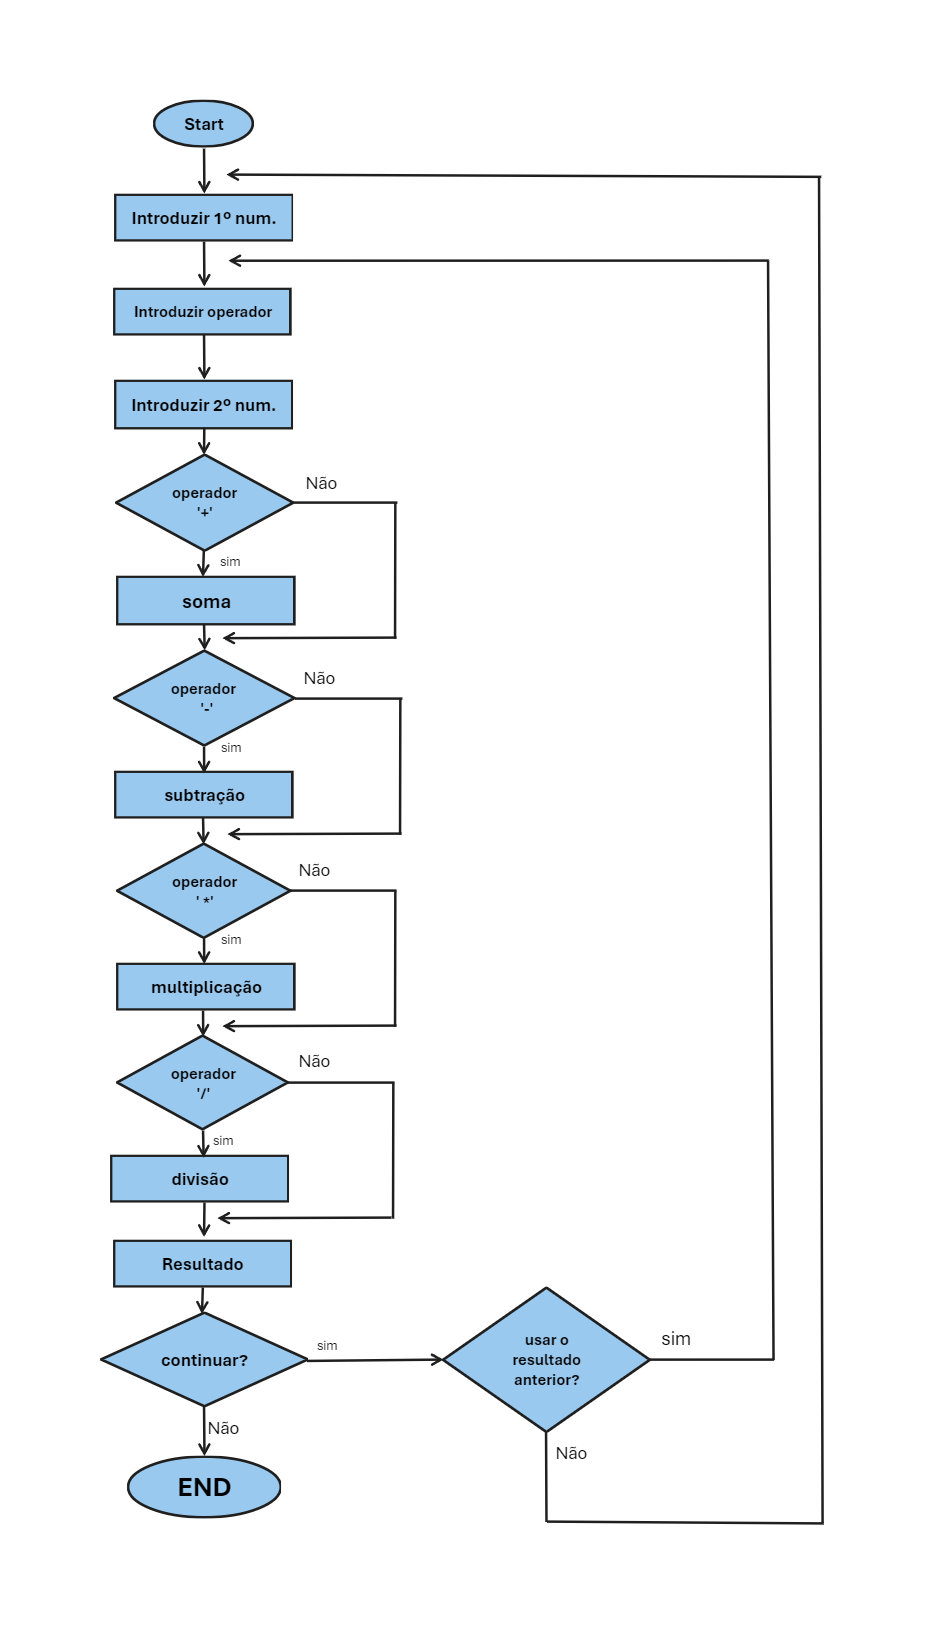 Start
Introduzir 1º num.
Introduzir operador
Introduzir 2º num.
operador
'+'
Não
sim
soma
operador
'-'
Não
sim
subtração
operador
' *'
Não
sim
multiplicação
operador
'/'
Não
sim
divisão
Resultado
continuar?
sim
usar o
resultado
anterior?
sim
Não
Não
END